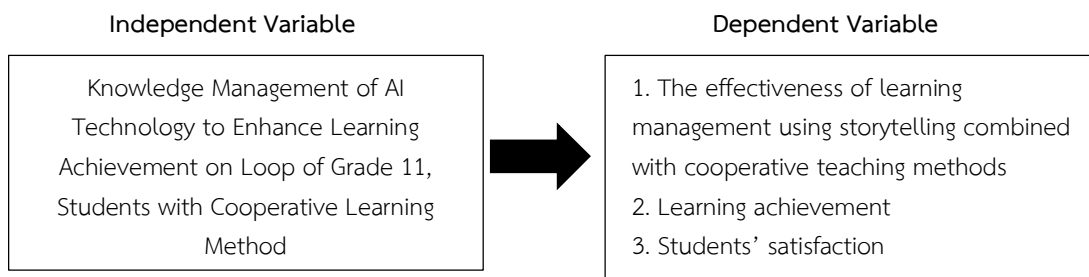 Independent Variable
Knowledge Management of AI
Technology to Enhance Learning
Achievement on Loop of Grade 11,
Students with Cooperative Learning
Method
Dependent Variable
1. The effectiveness of learning
management using storytelling combined
with cooperative teaching methods
2. Learning achievement
3. Students’ satisfaction